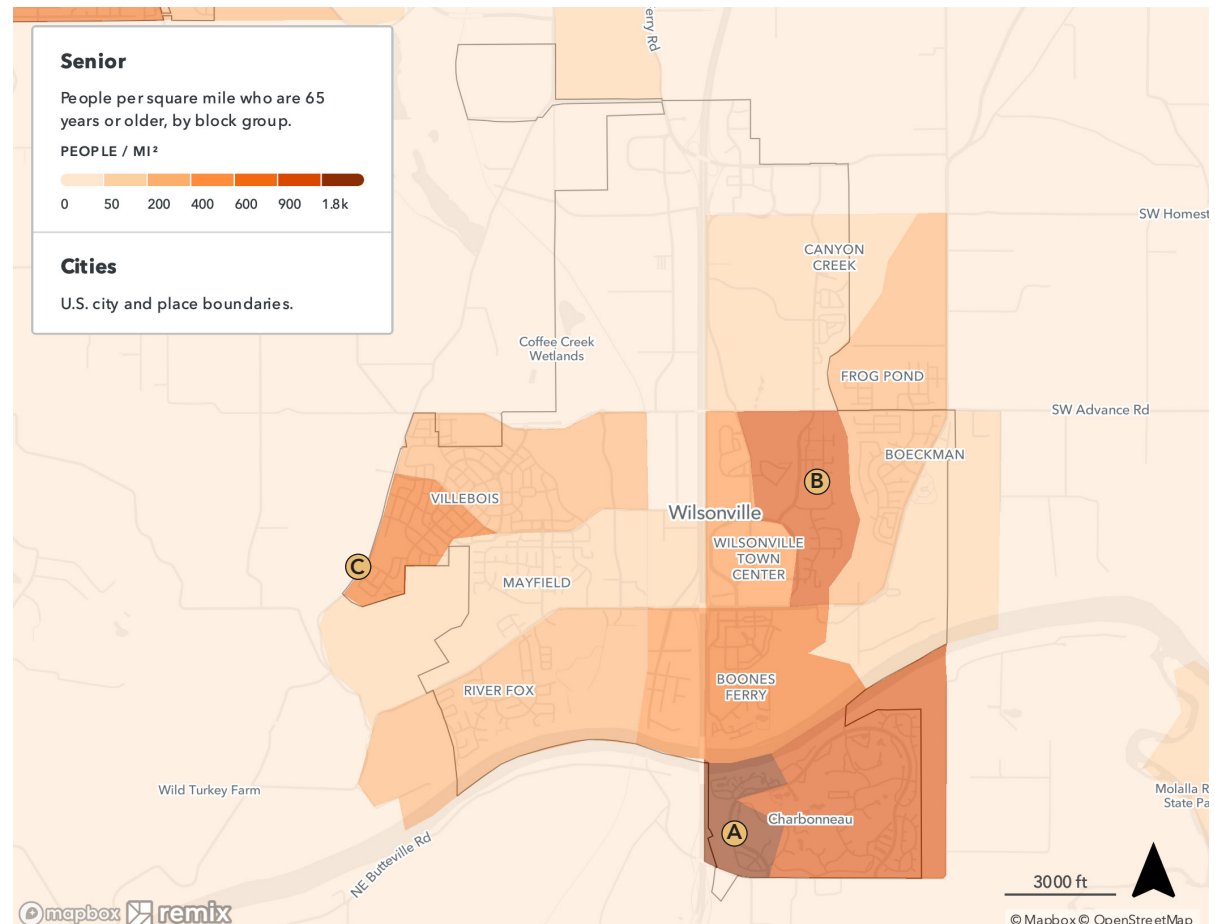 erry Rd
Senior
People per square mile who are 65
years or older, by block group.
PEOPLE / MI²
0 50 200 400 600 900 1.8k
Cities
U.S. city and place boundaries.
SW Homest
CANYON
CREEK
Coffee Creek
Wetlands
FROG POND
SW Advance Rd
BOECKMAN
B
VILLEBOIS
Wilsonville
WILSONVILLE
TOWN
CENTER
C
MAYFIELD
BOONES
FERRY
RIVER FOX
Wild Turkey Farm
Molalla R
State Pa
Charbonneau
A
NE Butteville Rd
3000 ft
mapbox remix
© Mapbox © OpenStreetMap